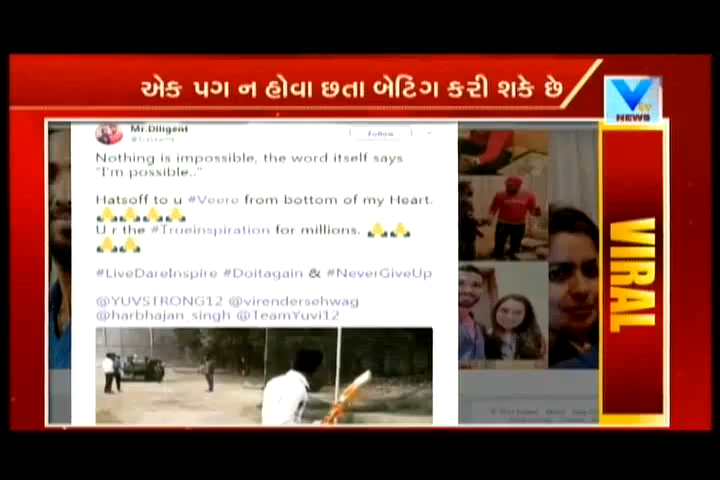 એક પગ ન હોવા છતા બેટિંગ કરી શકે છે
V
TV
NEWS
Mr.Diligent
Follow
Nothing is impossible, the word itself says
"I'm possible.."
Hatsoff to u #Veere from bottom of my Heart.
U r the #Trueinspiration for millions.
#LiveDareInspire #Doitagain & #NeverGiveUp
@YUVSTRONG12 @virendersehwag
@harbhajan_singh @TeamYuvi12
VIRAL